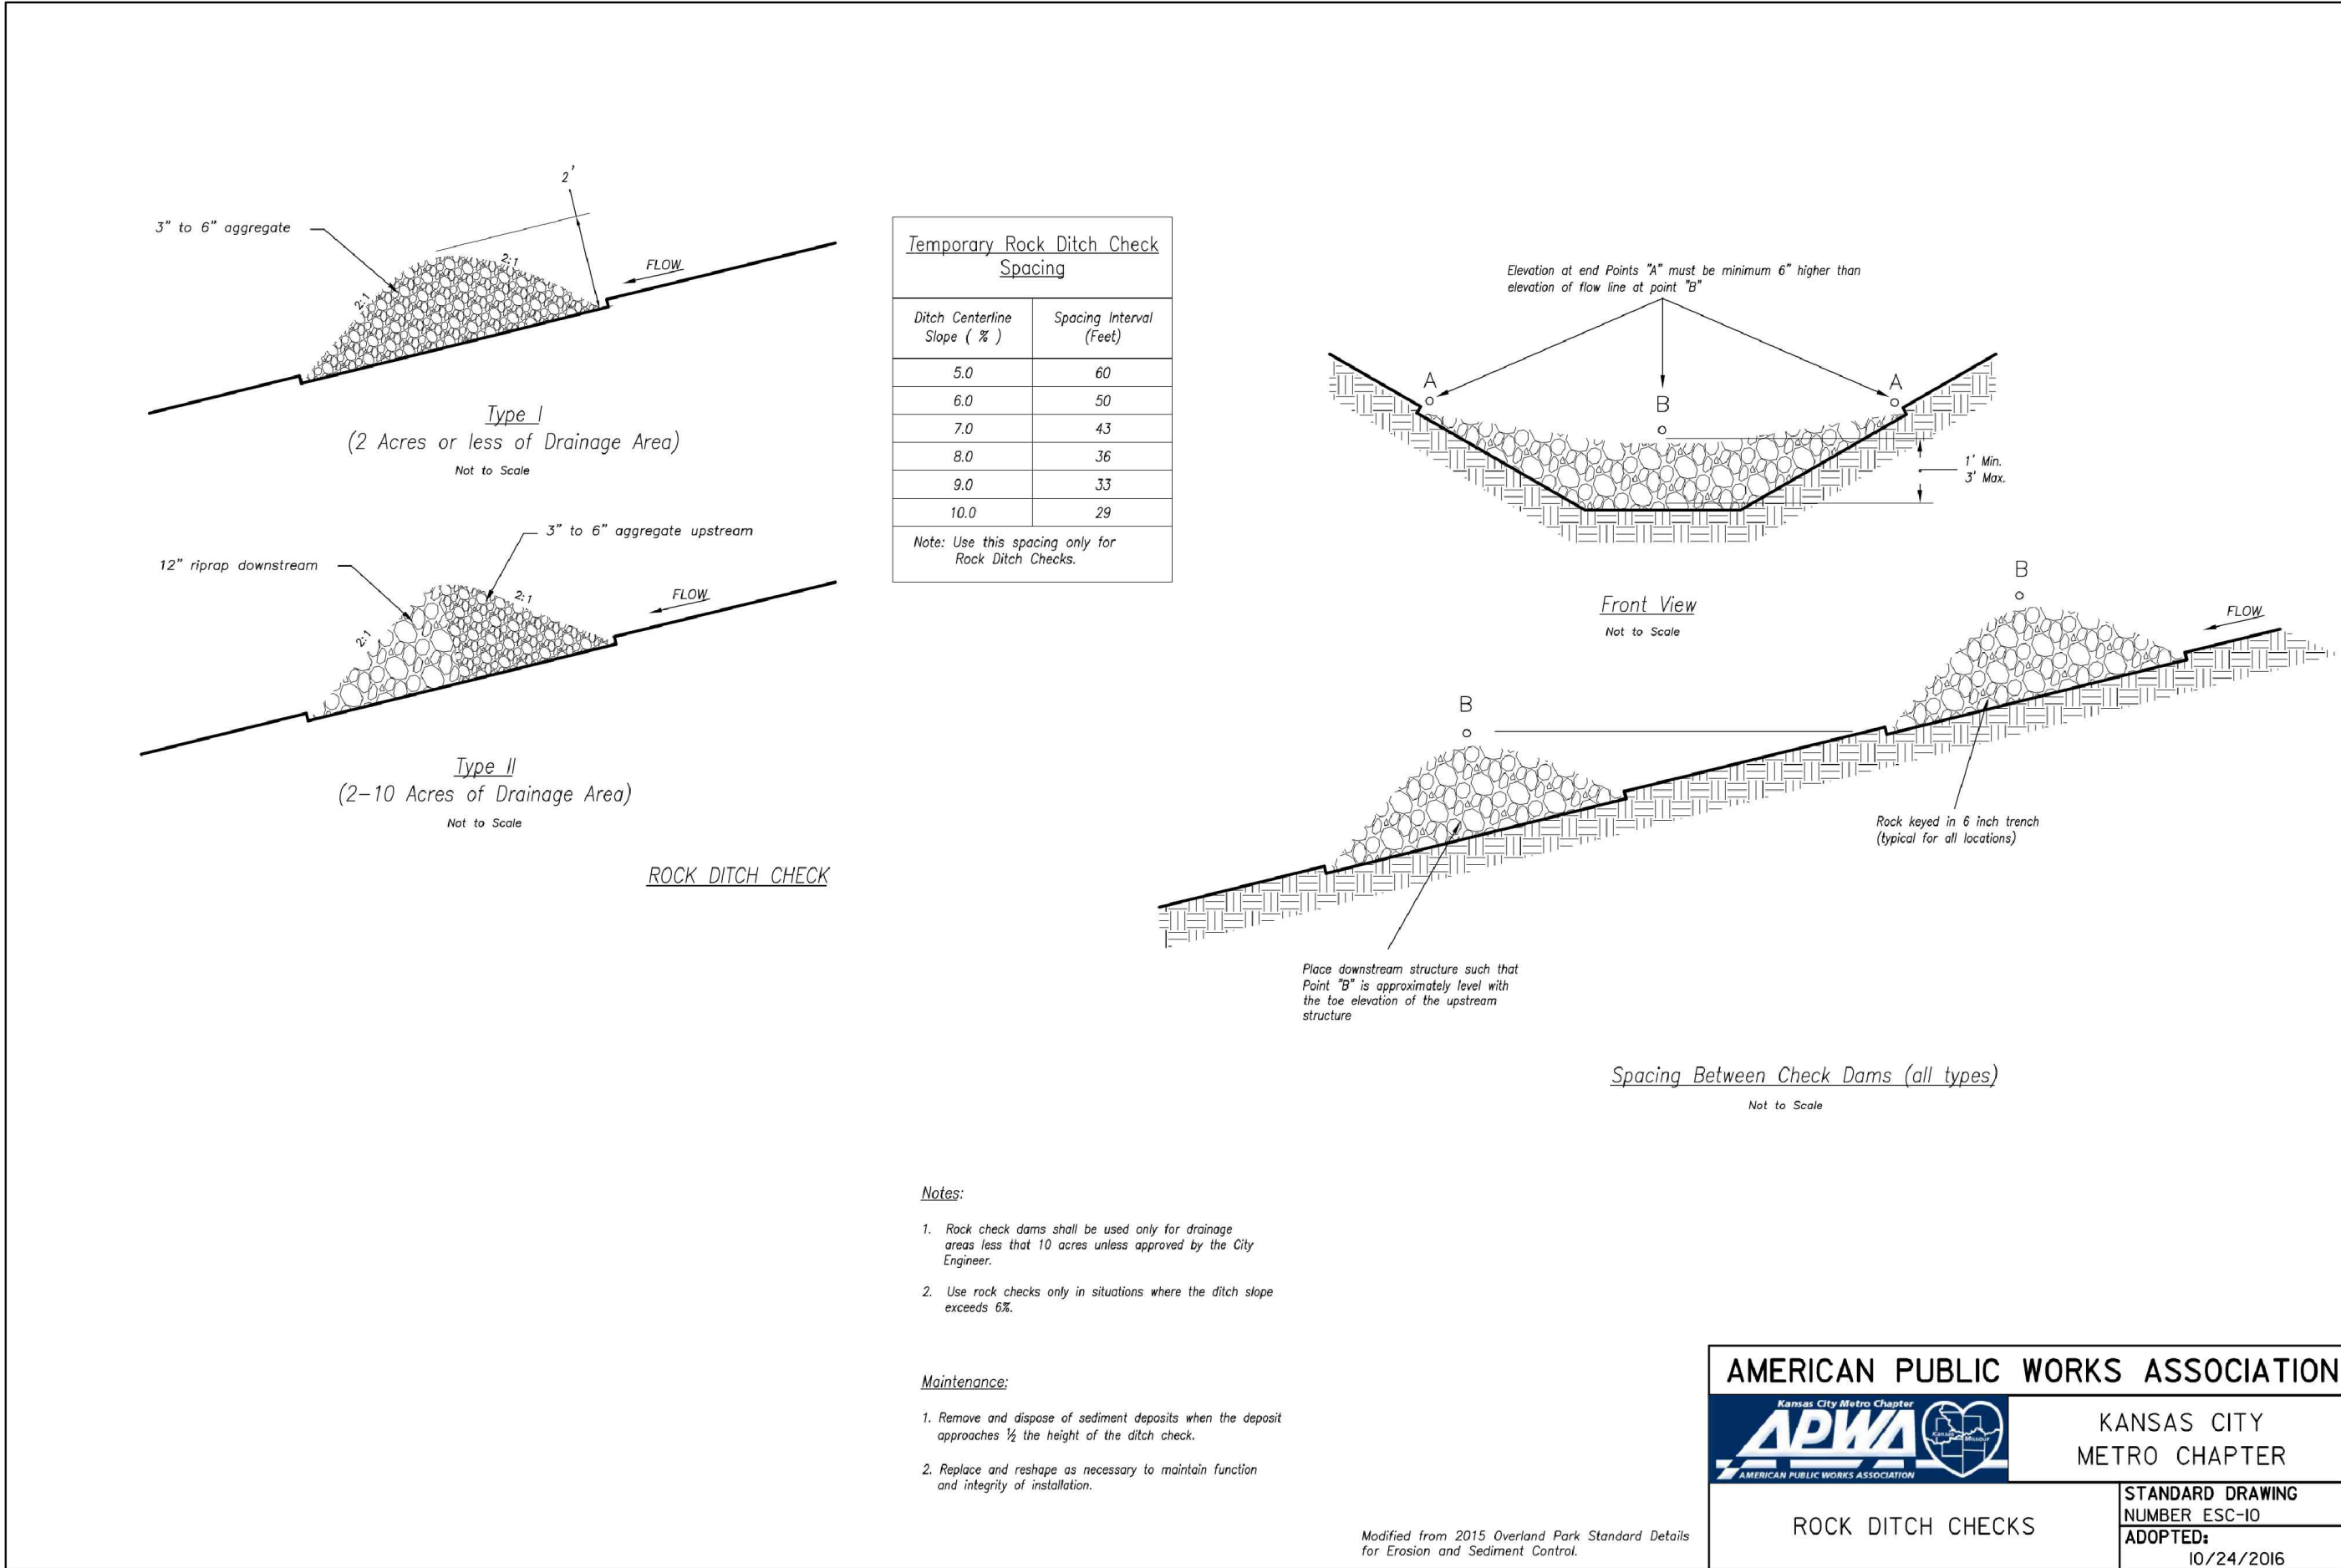 2'
3" to 6" aggregate
2:1
2:1
FLOW
Type I
(2 Acres or less of Drainage Area)
Not to Scale
3" to 6" aggregate upstream
12" riprap downstream
2:1
2:1
FLOW
Type II
(2-10 Acres of Drainage Area)
Not to Scale
ROCK DITCH CHECK
Temporary Rock Ditch Check
Spacing
Ditch Centerline
Slope ( % )
Spacing Interval
(Feet)
5.0 60
6.0 50
7.0 43
8.0 36
9.0 33
10.0 29
Note: Use this spacing only for
Rock Ditch Checks.
Elevation at end Points "A" must be minimum 6" higher than
elevation of flow line at point "B"
A
B
A
1' Min.
3' Max.
Front View
Not to Scale
B
FLOW
B
Rock keyed in 6 inch trench
(typical for all locations)
Place downstream structure such that
Point "B" is approximately level with
the toe elevation of the upstream
structure
Spacing Between Check Dams (all types)
Not to Scale
Notes:
1. Rock check dams shall be used only for drainage
areas less that 10 acres unless approved by the City
Engineer.
2. Use rock checks only in situations where the ditch slope
exceeds 6%.
Maintenance:
1. Remove and dispose of sediment deposits when the deposit
approaches ½ the height of the ditch check.
2. Replace and reshape as necessary to maintain function
and integrity of installation.
Modified from 2015 Overland Park Standard Details
for Erosion and Sediment Control.
AMERICAN PUBLIC WORKS ASSOCIATION
Kansas City Metro Chapter
APWA
Kansas Missouri
AMERICAN PUBLIC WORKS ASSOCIATION
KANSAS CITY
METRO CHAPTER
ROCK DITCH CHECKS
STANDARD DRAWING
NUMBER ESC-10
ADOPTED:
10/24/2016